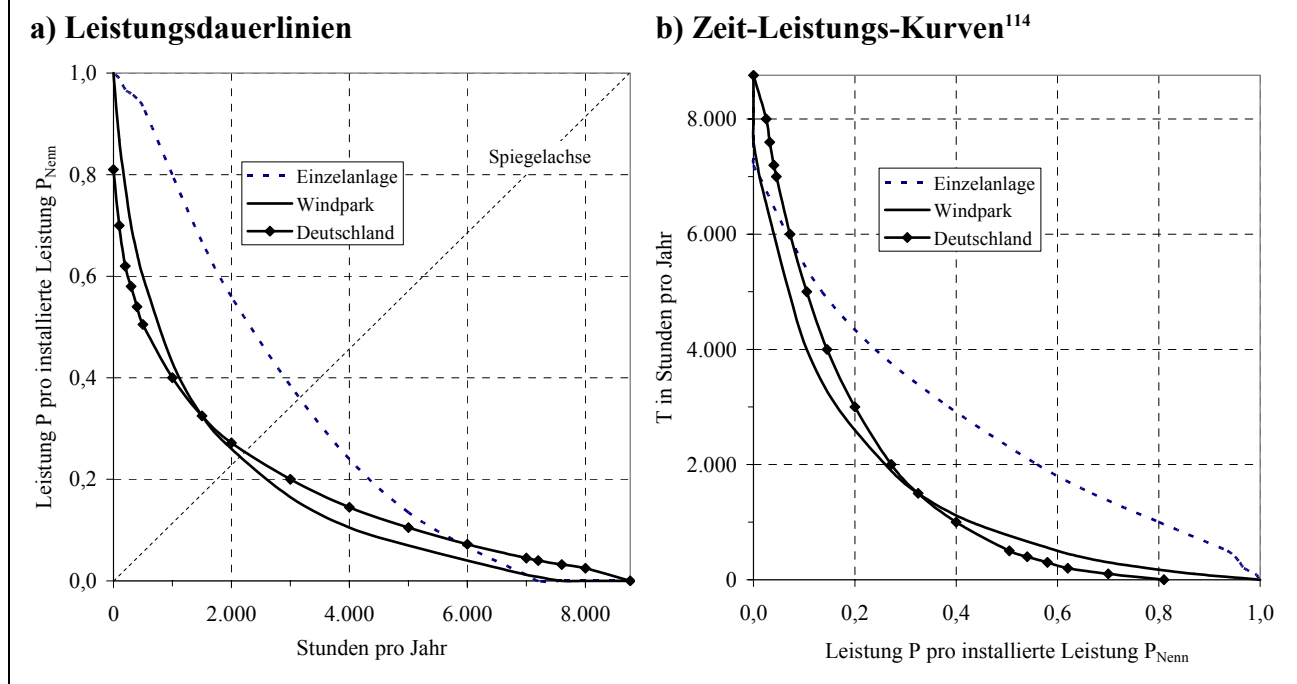 a) Leistungsdauerlinien
1,0
0,8
0,6
0,4
0,2
0,0
Leistung P pro installierte Leistung P_Nenn
Spiegelachse
Einzelanlage
Windpark
Deutschland
0
2.000
4.000
6.000
8.000
Stunden pro Jahr
b) Zeit-Leistungs-Kurven¹¹⁴
8.000
6.000
4.000
2.000
0
T in Stunden pro Jahr
Einzelanlage
Windpark
Deutschland
0,0
0,2
0,4
0,6
0,8
1,0
Leistung P pro installierte Leistung P_Nenn